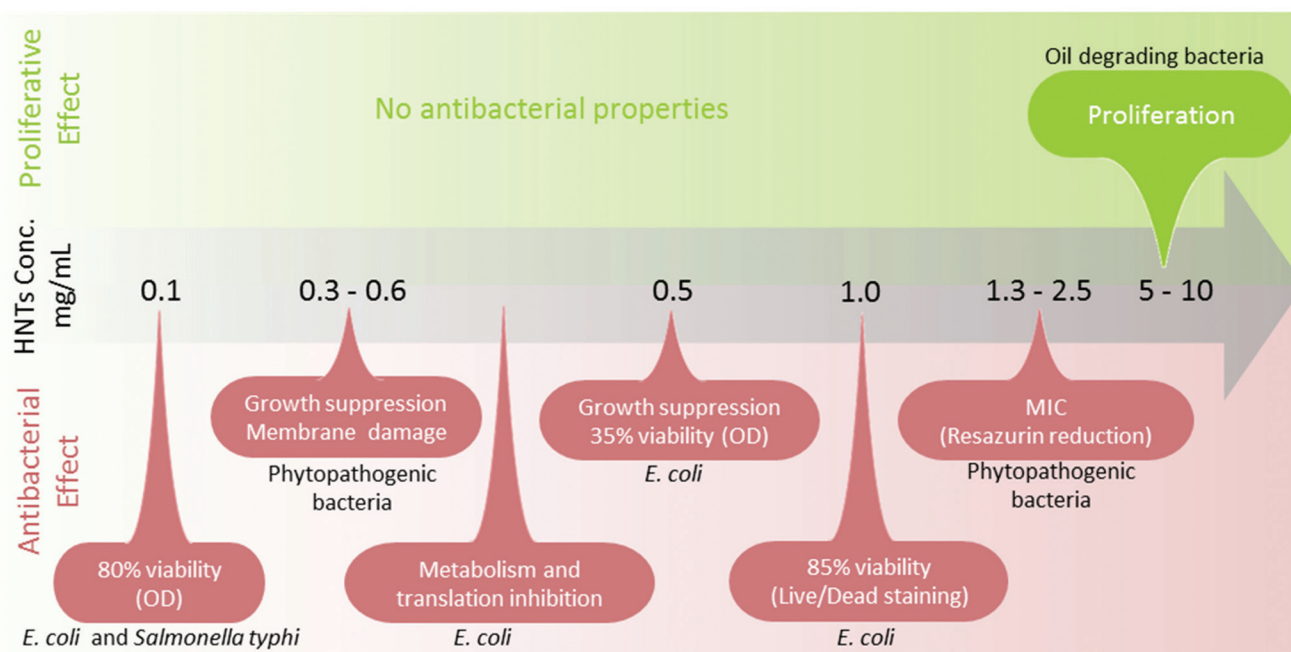 Proliferative
Effect
No antibacterial properties
Oil degrading bacteria
Proliferation
HNTs Conc.
mg/mL
0.1
0.3 - 0.6
0.5
1.0
1.3 - 2.5
5 - 10
Antibacterial
Effect
Growth suppression
Membrane damage
Phytopathogenic
bacteria
Growth suppression
35% viability (OD)
E. coli
MIC
(Resazurin reduction)
Phytopathogenic
bacteria
80% viability
(OD)
E. coli and Salmonella typhi
Metabolism and
translation inhibition
E. coli
85% viability
(Live/Dead staining)
E. coli